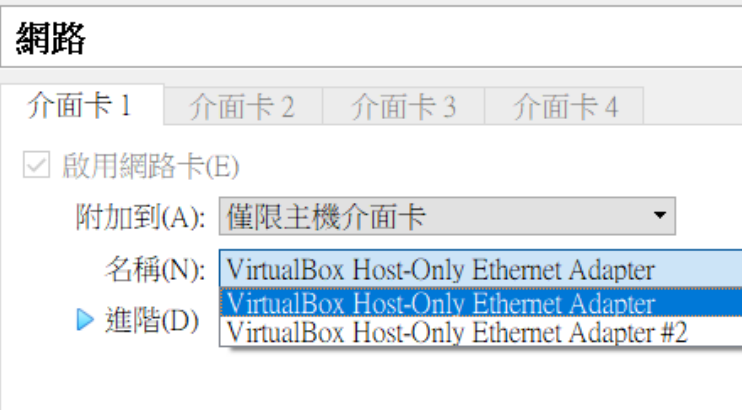 網路
介面卡 1 介面卡 2 介面卡 3 介面卡 4
啟用網路卡(E)
附加到(A): 僅限主機介面卡
名稱(N): VirtualBox Host-Only Ethernet Adapter
VirtualBox Host-Only Ethernet Adapter
進階(D)
VirtualBox Host-Only Ethernet Adapter #2